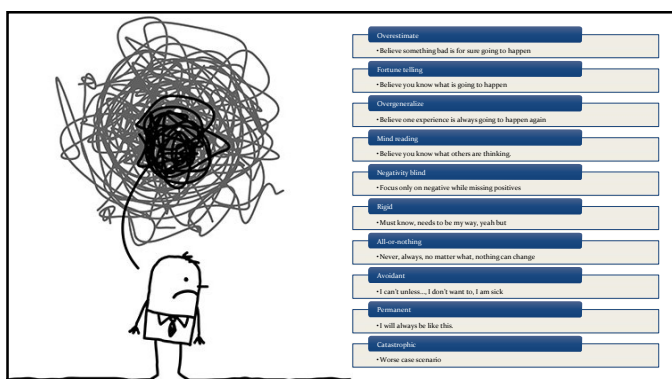 Overestimate
•Believe something bad is for sure going to happen
Fortune telling
•Believe you know what is going to happen
Overgeneralize
•Believe one experience is always going to happen again
Mind reading
•Believe you know what others are thinking.
Negativity blind
•Focus only on negative while missing positives
Rigid
•Must know, needs to be my way, yeah but
All-or-nothing
•Never, always, no matter what, nothing can change
Avoidant
•I can't unless..., I don't want to, I am sick
Permanent
•I will always be like this.
Catastrophic
•Worse case scenario